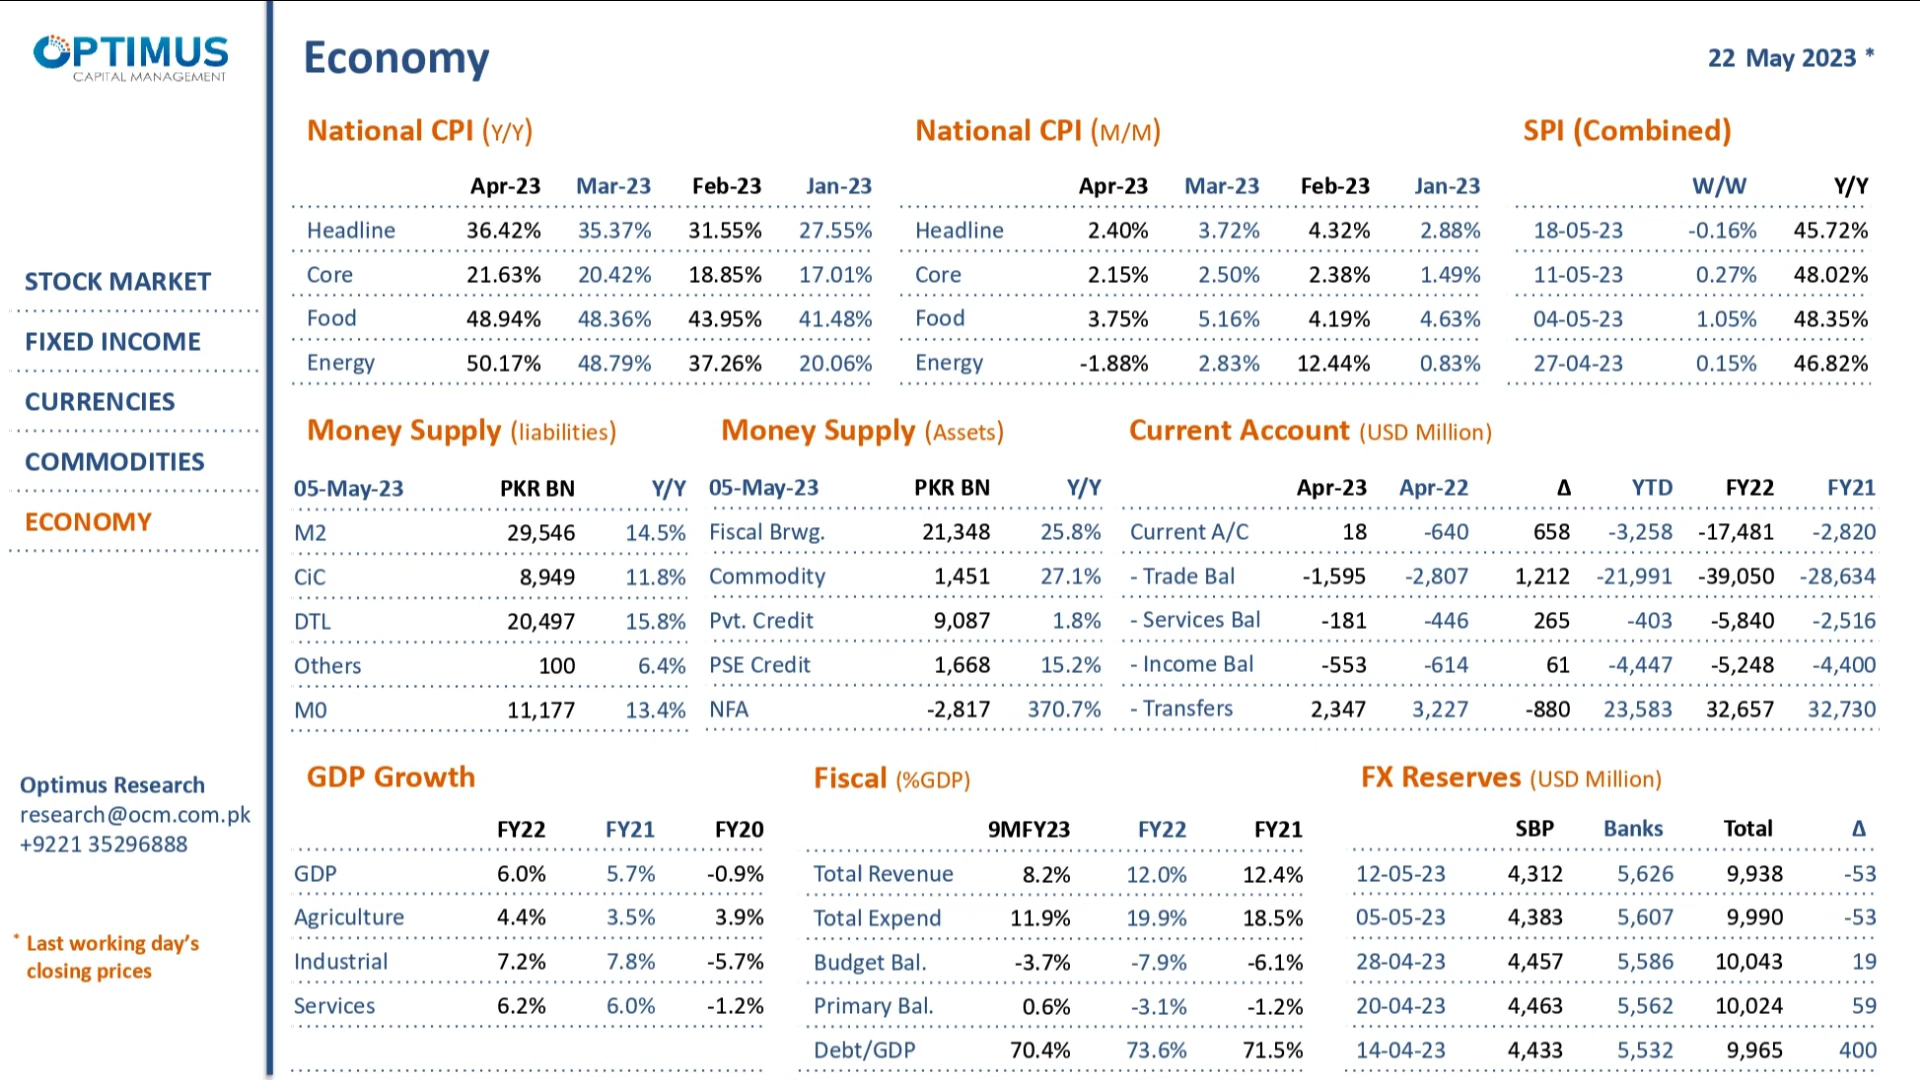 OPTIMUS
CAPITAL MANAGEMENT
Economy
22 May 2023 *
STOCK MARKET
FIXED INCOME
CURRENCIES
COMMODITIES
ECONOMY
Optimus Research
research@ocm.com.pk
+9221 35296888
* Last working day's
closing prices
National CPI (Y/Y)
Apr-23 Mar-23 Feb-23 Jan-23
Headline 36.42% 35.37% 31.55% 27.55%
Core 21.63% 20.42% 18.85% 17.01%
Food 48.94% 48.36% 43.95% 41.48%
Energy 50.17% 48.79% 37.26% 20.06%
National CPI (M/M)
Apr-23 Mar-23 Feb-23 Jan-23
Headline 2.40% 3.72% 4.32% 2.88%
Core 2.15% 2.50% 2.38% 1.49%
Food 3.75% 5.16% 4.19% 4.63%
Energy -1.88% 2.83% 12.44% 0.83%
SPI (Combined)
W/W Y/Y
18-05-23 -0.16% 45.72%
11-05-23 0.27% 48.02%
04-05-23 1.05% 48.35%
27-04-23 0.15% 46.82%
Money Supply (liabilities)
05-May-23 PKR BN Y/Y
M2 29,546 14.5%
CiC 8,949 11.8%
DTL 20,497 15.8%
Others 100 6.4%
M0 11,177 13.4%
Money Supply (Assets)
05-May-23 PKR BN Y/Y
Fiscal Brwg. 21,348 25.8%
Commodity 1,451 27.1%
Pvt. Credit 9,087 1.8%
PSE Credit 1,668 15.2%
NFA -2,817 370.7%
Current Account (USD Million)
Apr-23 Apr-22 Δ YTD FY22 FY21
Current A/C 18 -640 658 -3,258 -17,481 -2,820
- Trade Bal -1,595 -2,807 1,212 -21,991 -39,050 -28,634
- Services Bal -181 -446 265 -403 -5,840 -2,516
- Income Bal -553 -614 61 -4,447 -5,248 -4,400
- Transfers 2,347 3,227 -880 23,583 32,657 32,730
GDP Growth
FY22 FY21 FY20
GDP 6.0% 5.7% -0.9%
Agriculture 4.4% 3.5% 3.9%
Industrial 7.2% 7.8% -5.7%
Services 6.2% 6.0% -1.2%
Fiscal (%GDP)
9MFY23 FY22 FY21
Total Revenue 8.2% 12.0% 12.4%
Total Expend 11.9% 19.9% 18.5%
Budget Bal. -3.7% -7.9% -6.1%
Primary Bal. 0.6% -3.1% -1.2%
Debt/GDP 70.4% 73.6% 71.5%
FX Reserves (USD Million)
SBP Banks Total Δ
12-05-23 4,312 5,626 9,938 -53
05-05-23 4,383 5,607 9,990 -53
28-04-23 4,457 5,586 10,043 19
20-04-23 4,463 5,562 10,024 59
14-04-23 4,433 5,532 9,965 400